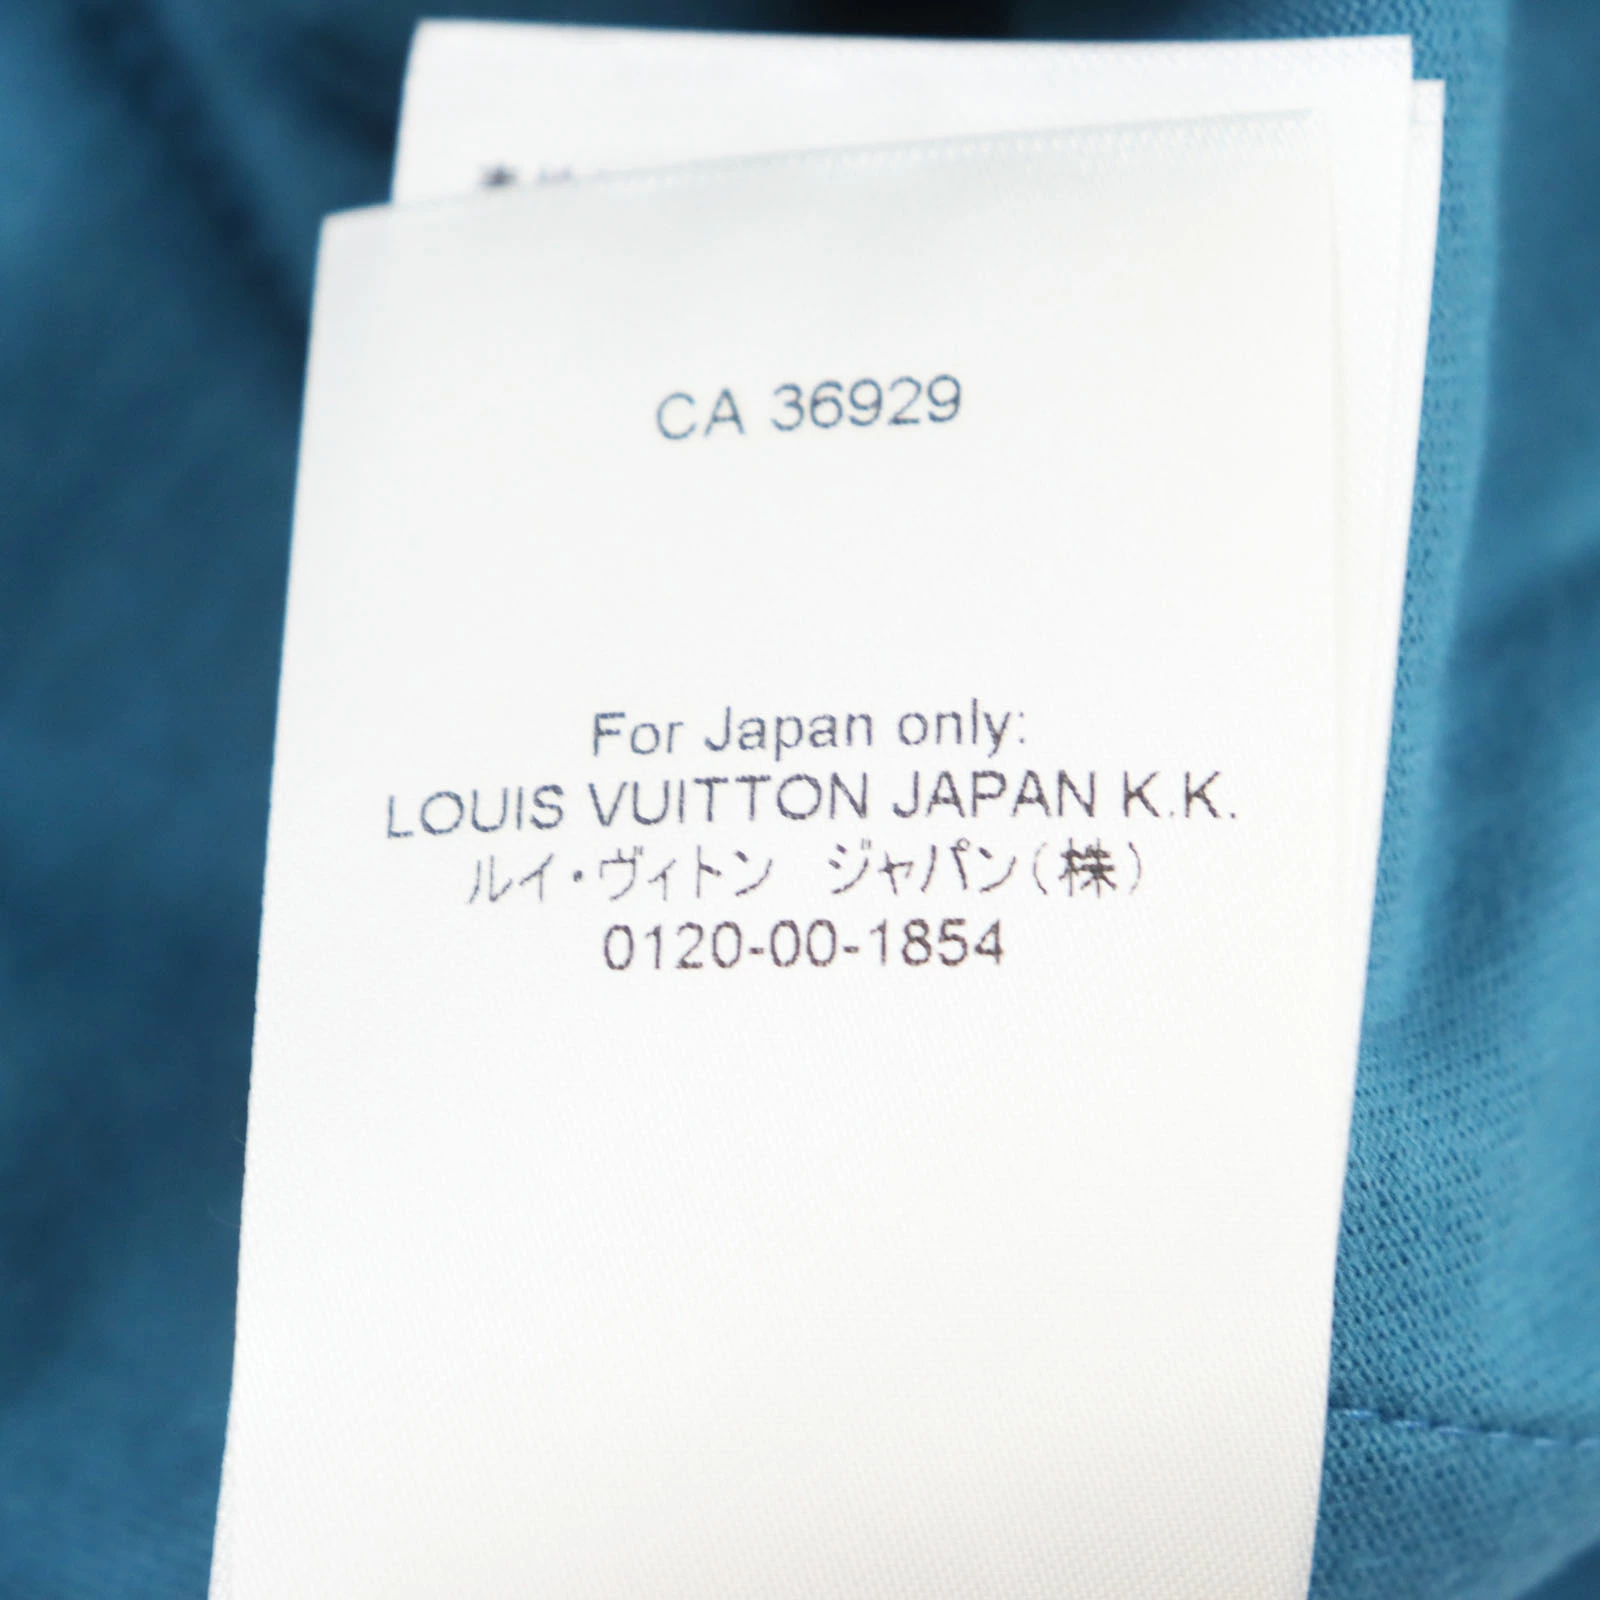 CA 36929
For Japan only:
LOUIS VUITTON JAPAN K.K.
ルイ・ヴィトン　ジャパン(株)
0120-00-1854